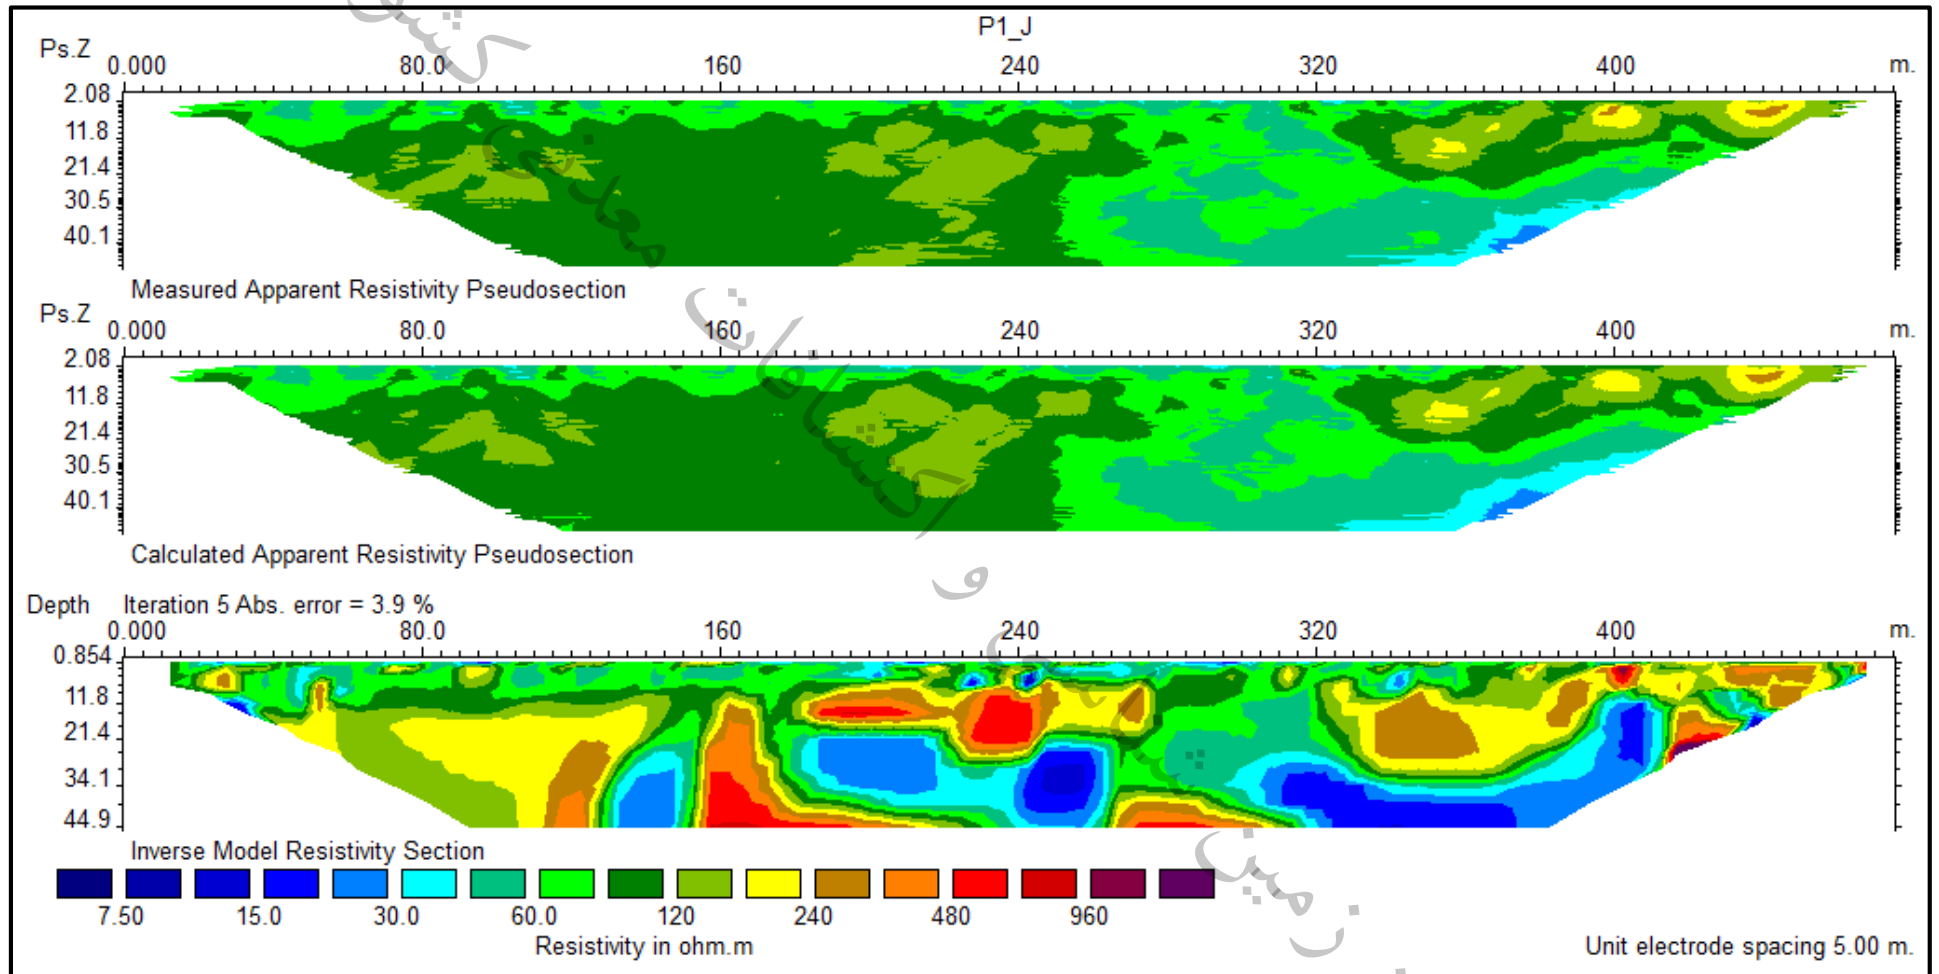 P1_J
Ps.Z 0.000 80.0 160 240 320 400 m.
2.08
11.8
21.4
30.5
40.1
Measured Apparent Resistivity Pseudosection
Ps.Z 0.000 80.0 160 240 320 400 m.
2.08
11.8
21.4
30.5
40.1
Calculated Apparent Resistivity Pseudosection
Depth Iteration 5 Abs. error = 3.9 %
0.000 80.0 160 240 320 400 m.
0.854
11.8
21.4
34.1
44.9
Inverse Model Resistivity Section
7.50 15.0 30.0 60.0 120 240 480 960
Resistivity in ohm.m
Unit electrode spacing 5.00 m.
و اکتشافات معدنی